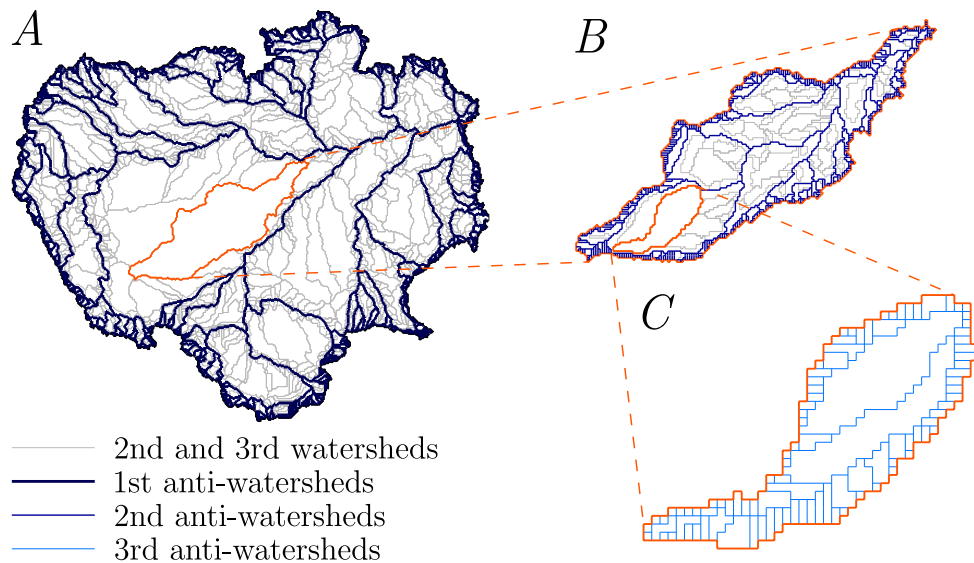 A
B
C
2nd and 3rd watersheds
1st anti-watersheds
2nd anti-watersheds
3rd anti-watersheds